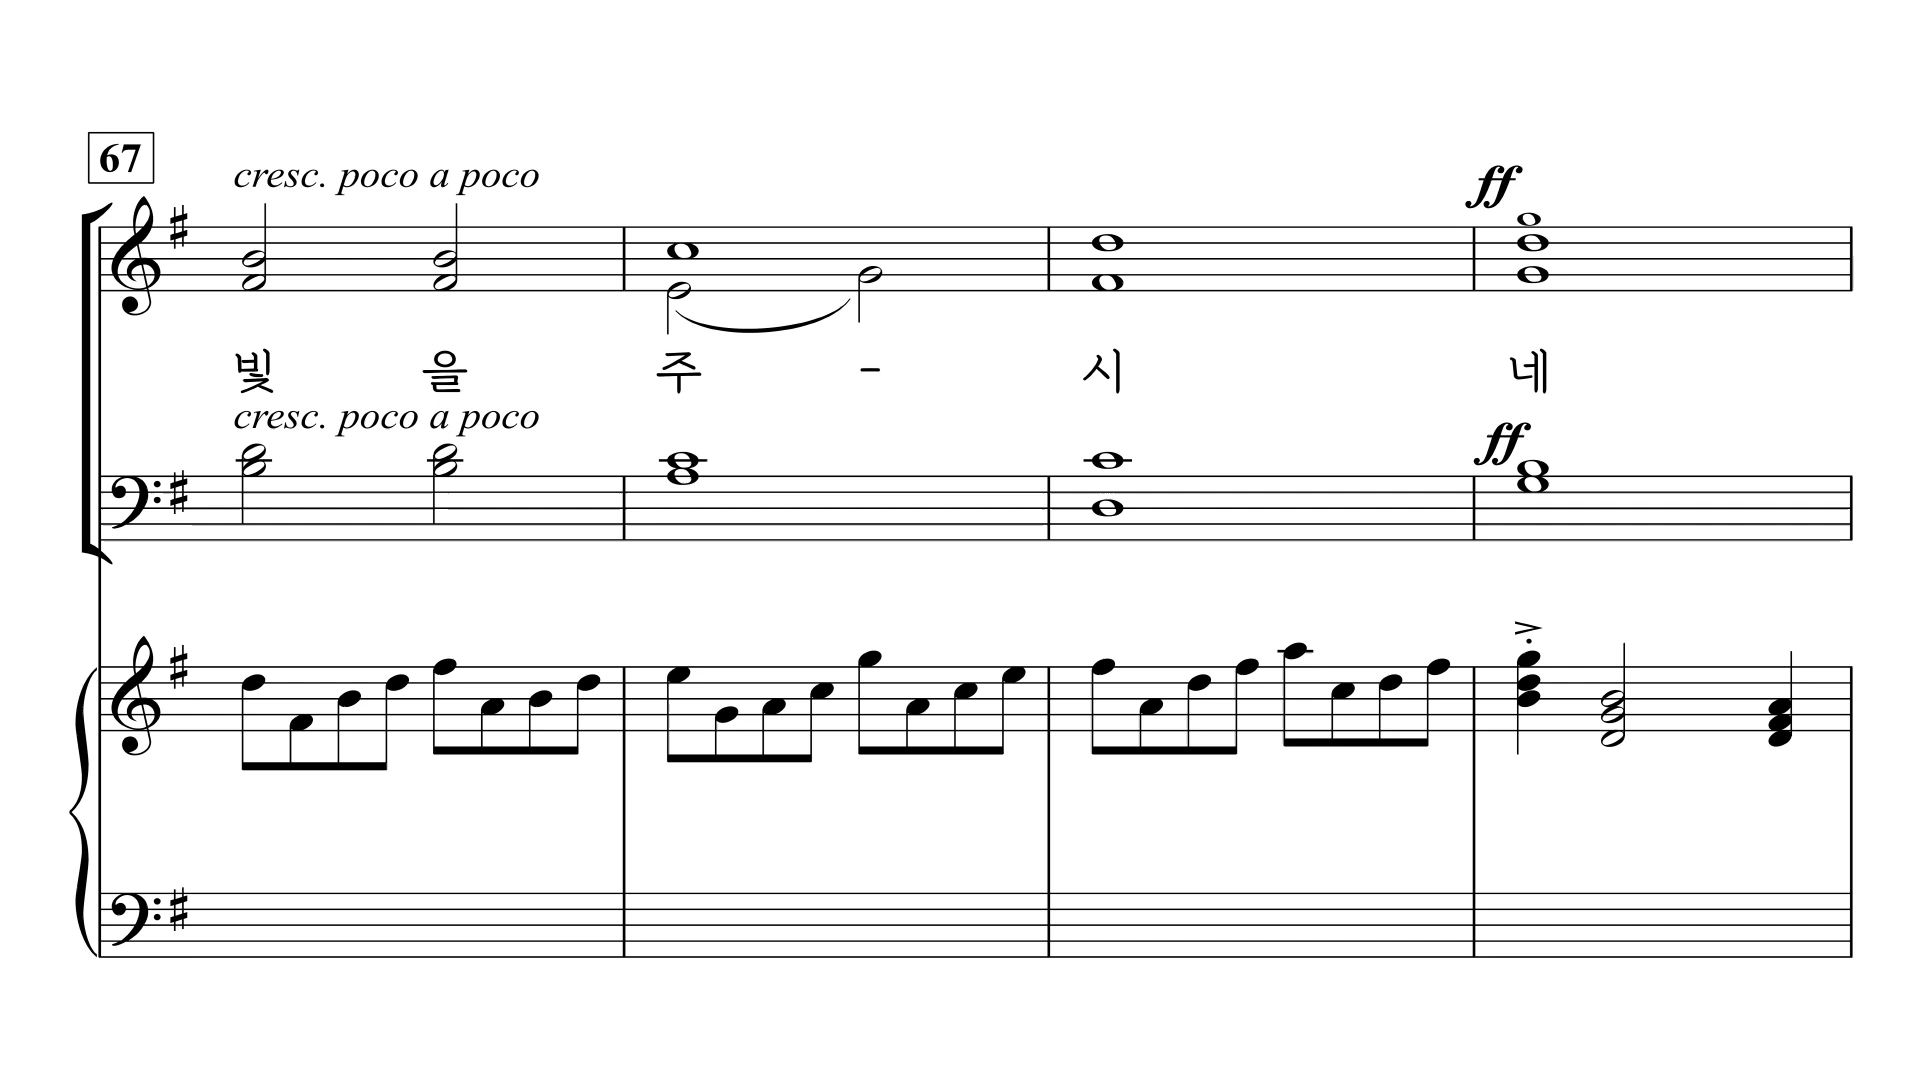 67
cresc. poco a poco
ff
빛 을 주 - 시 네
cresc. poco a poco
ff